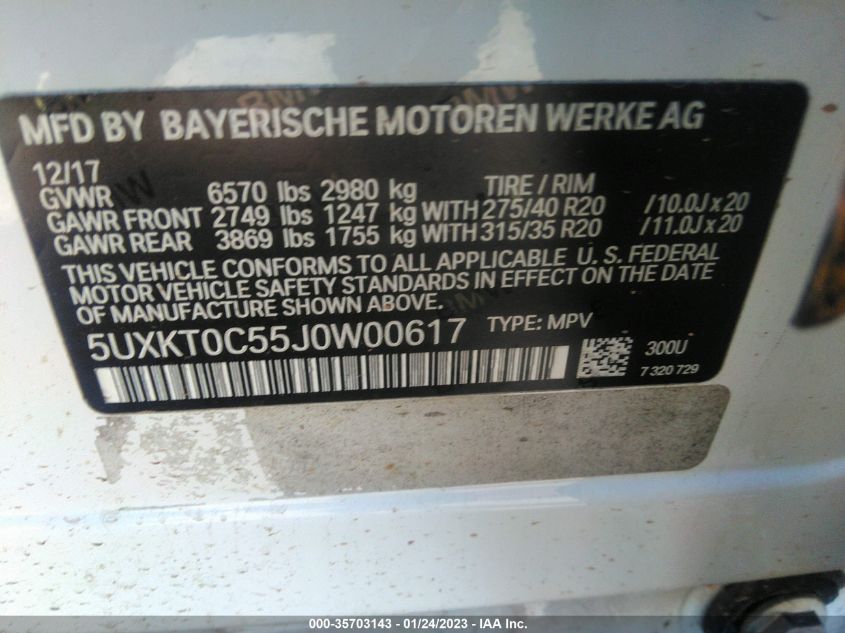 MFD BY BAYERISCHE MOTOREN WERKE AG
12/17
GVWR 6570 lbs 2980 kg TIRE / RIM
GAWR FRONT 2749 lbs 1247 kg WITH 275/40 R20 /10.0J x 20
GAWR REAR 3869 lbs 1755 kg WITH 315/35 R20 /11.0J x 20
THIS VEHICLE CONFORMS TO ALL APPLICABLE U. S. FEDERAL
MOTOR VEHICLE SAFETY STANDARDS IN EFFECT ON THE DATE
OF MANUFACTURE SHOWN ABOVE.
5UXKT0C55J0W00617 TYPE: MPV
300U
7 320 729
000-35703143 - 01/24/2023 - IAA Inc.